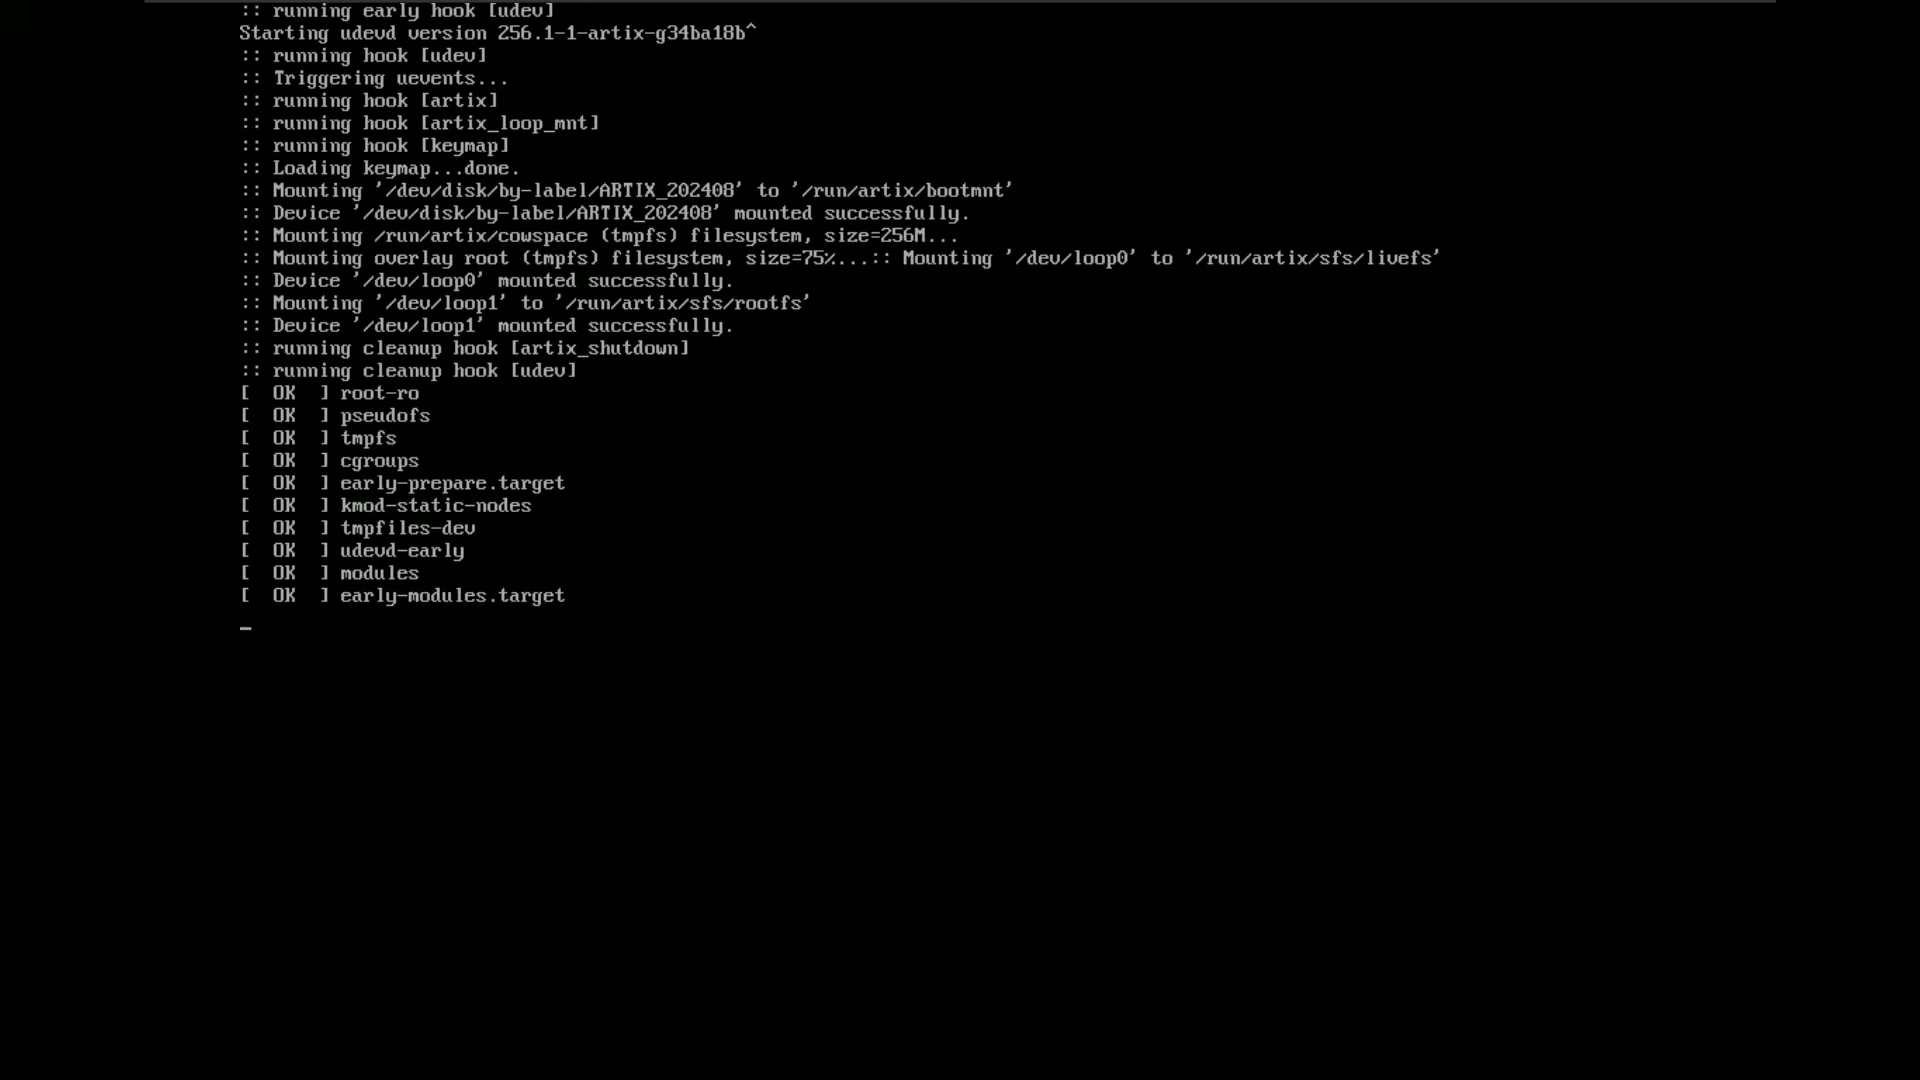 :: running early hook [udev]
Starting udevd version 256.1-1-artix-g34ba18b^
:: running hook [udev]
:: Triggering uevents...
:: running hook [artix]
:: running hook [artix_loop_mnt]
:: running hook [keymap]
:: Loading keymap...done.
:: Mounting '/dev/disk/by-label/ARTIX_202408' to '/run/artix/bootmnt'
:: Device '/dev/disk/by-label/ARTIX_202408' mounted successfully.
:: Mounting /run/artix/cowspace (tmpfs) filesystem, size=256M...
:: Mounting overlay root (tmpfs) filesystem, size=75%...:: Mounting '/dev/loop0' to '/run/artix/sfs/livefs'
:: Device '/dev/loop0' mounted successfully.
:: Mounting '/dev/loop1' to '/run/artix/sfs/rootfs'
:: Device '/dev/loop1' mounted successfully.
:: running cleanup hook [artix_shutdown]
:: running cleanup hook [udev]
[  OK  ] root-ro
[  OK  ] pseudofs
[  OK  ] tmpfs
[  OK  ] cgroups
[  OK  ] early-prepare.target
[  OK  ] kmod-static-nodes
[  OK  ] tmpfiles-dev
[  OK  ] udevd-early
[  OK  ] modules
[  OK  ] early-modules.target
_